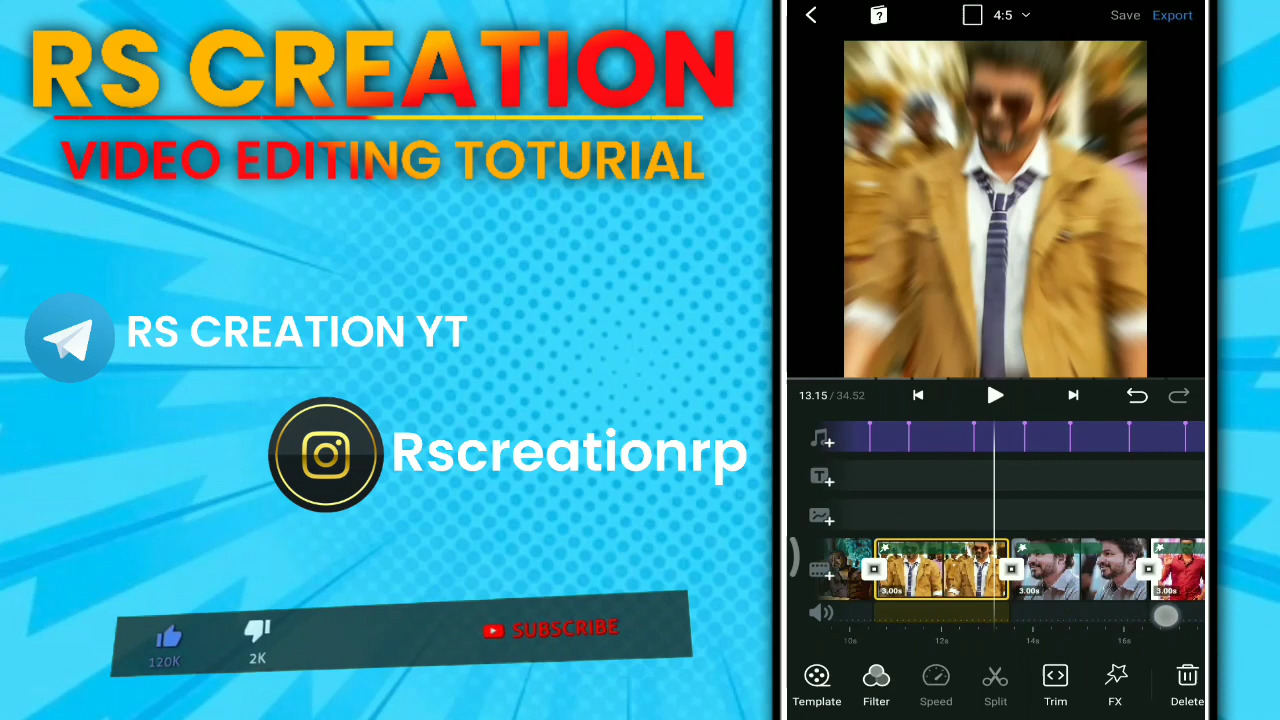 RS CREATION
VIDEO EDITING TOTURIAL
RS CREATION YT
Rscreationrp
120K
2K
SUBSCRIBE
4:5
Save
Export
13.15 / 34.52
3.00s
3.00s
3.00s
10s
12s
14s
16s
Template
Filter
Speed
Split
Trim
FX
Delete